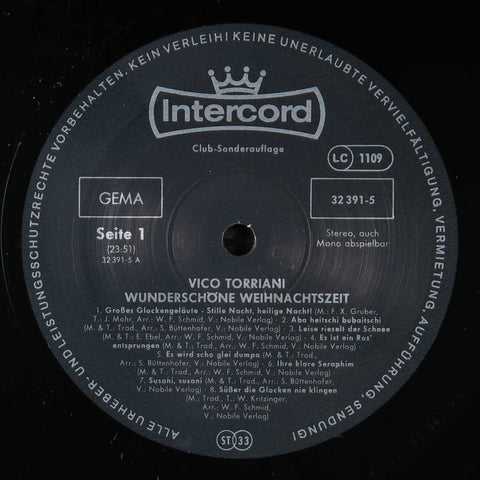 ALLE URHEBER- UND LEISTUNGSSCHUTZRECHTE VORBEHALTEN. KEIN VERLEIH! KEINE UNERLAUBTE VERVIELFÄLTIGUNG, VERMIETUNG, AUFFÜHRUNG, SENDUNG!
Intercord
Club-Sonderauflage
LC 1109
GEMA
32 391-5
Seite 1
(23:51)
32 391-5 A
Stereo, auch
Mono abspielbar
VICO TORRIANI
WUNDERSCHÖNE WEIHNACHTSZEIT
1. Großes Glockengeläute - Stille Nacht, heilige Nacht! (M.: F. X. Gruber,
T.: J. Mohr, Arr.: W. F. Schmid, V.: Nobile Verlag) · 2. Aba heitschi bubaitschi
(M. & T.: Trad., Arr.: S. Büttenhofer, V.: Nobile Verlag) · 3. Leise rieselt der Schnee
(M. & T.: E. Ebel, Arr.: W. F. Schmid, V.: Nobile Verlag) · 4. Es ist ein Ros'
entsprungen (M. & T.: Trad., Arr.: W. F. Schmid, V.: Nobile Verlag) ·
5. Es wird scho glei dumpa (M. & T.: Trad., Arr.:
S. Büttenhofer, V.: Nobile Verlag) · 6. Ihre klare Seraphim
(M. & T.: Trad., Arr.: W. F. Schmid, V.: Nobile Verlag) ·
7. Susani, susani (M. & T.: Trad., Arr.: S. Büttenhofer,
V.: Nobile Verlag) · 8. Süßer die Glocken nie klingen
(M.: Trad., T.: W. Kritzinger,
Arr.: W. F. Schmid,
V.: Nobile Verlag)
ST 33